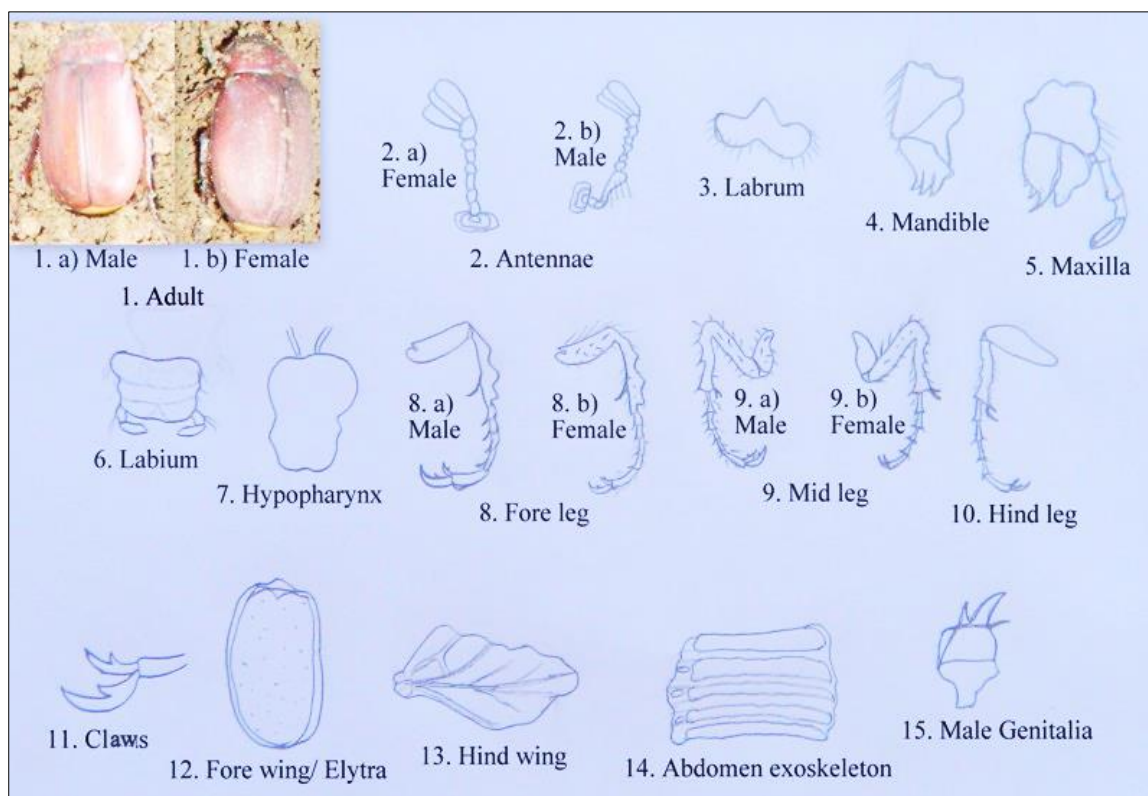 2. a)
Female
2. b)
Male
3. Labrum
4. Mandible
1. a) Male
1. b) Female
2. Antennae
5. Maxilla
1. Adult
8. a)
Male
8. b)
Female
9. a)
Male
9. b)
Female
6. Labium
7. Hypopharynx
8. Fore leg
9. Mid leg
10. Hind leg
11. Claws
12. Fore wing/ Elytra
13. Hind wing
14. Abdomen exoskeleton
15. Male Genitalia